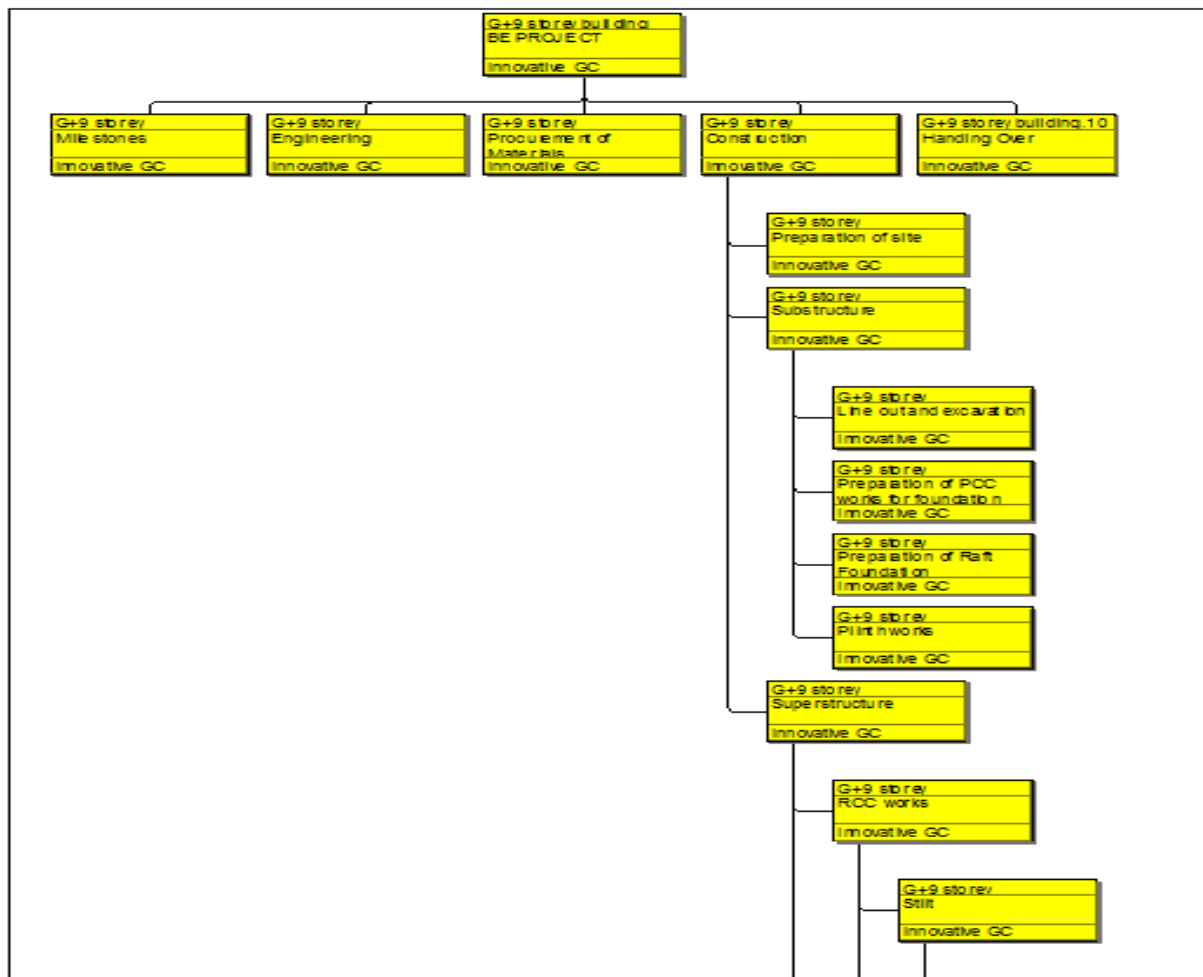 G+9 storey building
BE PROJECT
Innovative GC
G+9 storey
Milestones
Innovative GC
G+9 storey
Engineering
Innovative GC
G+9 storey
Procurement of
Materials
Innovative GC
G+9 storey
Construction
Innovative GC
G+9 storey building.10
Handing Over
Innovative GC
G+9 storey
Preparation of site
Innovative GC
G+9 storey
Substructure
Innovative GC
G+9 storey
Line out and excavation
Innovative GC
G+9 storey
Preparation of PCC
works for foundation
Innovative GC
G+9 storey
Preparation of Raft
Foundation
Innovative GC
G+9 storey
Plinth works
Innovative GC
G+9 storey
Superstructure
Innovative GC
G+9 storey
RCC works
Innovative GC
G+9 storey
Stilt
Innovative GC